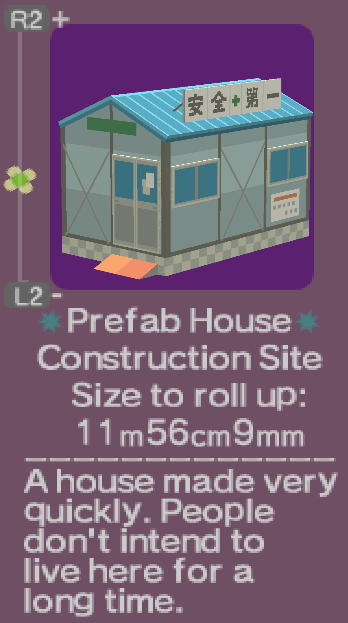 R2 +
安全+第一
L2 -
Prefab House
Construction Site
Size to roll up:
11m56cm9mm
A house made very
quickly. People
don't intend to
live here for a
long time.